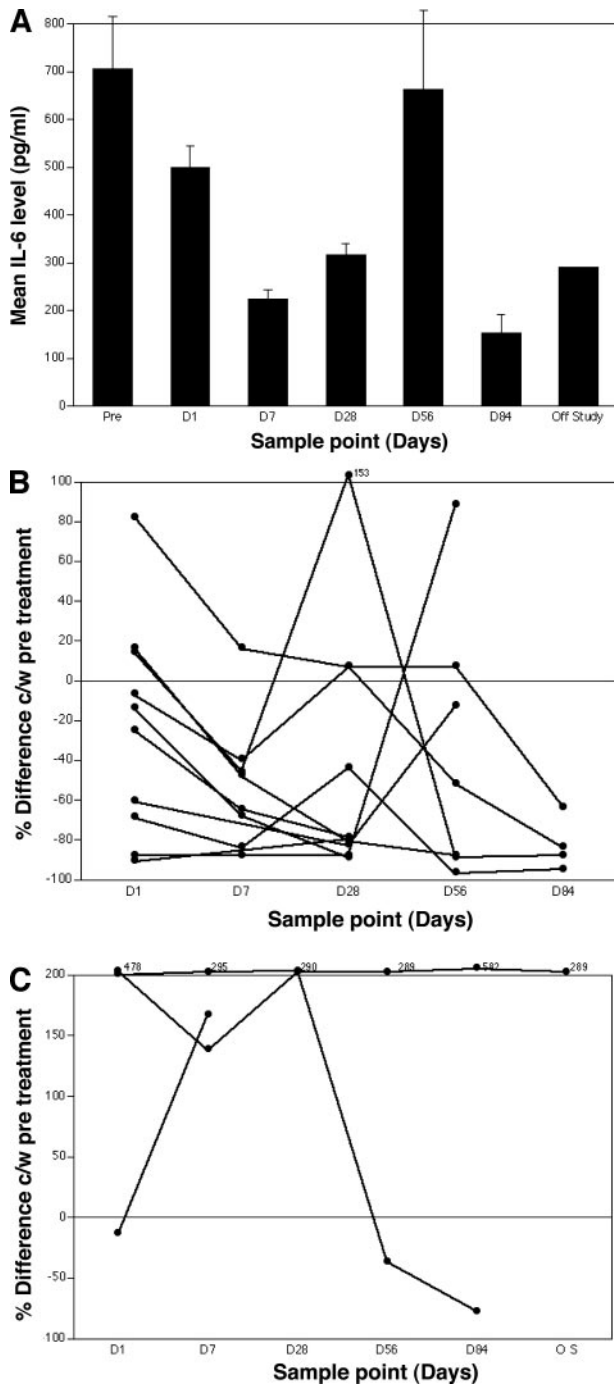 A
800
700
600
500
400
300
200
100
0
Mean IL-6 level (pg/ml)
Pre D1 D7 D28 D56 D84 Off Study
Sample point (Days)
B
100
80
60
40
20
0
-20
-40
-60
-80
-100
153
% Difference c/w pre treatment
D1 D7 D28 D56 D84
Sample point (Days)
C
200
150
100
50
0
-50
-100
478 295 290 289 289
% Difference c/w pre treatment
D1 D7 D28 D56 D84 O S
Sample point (Days)